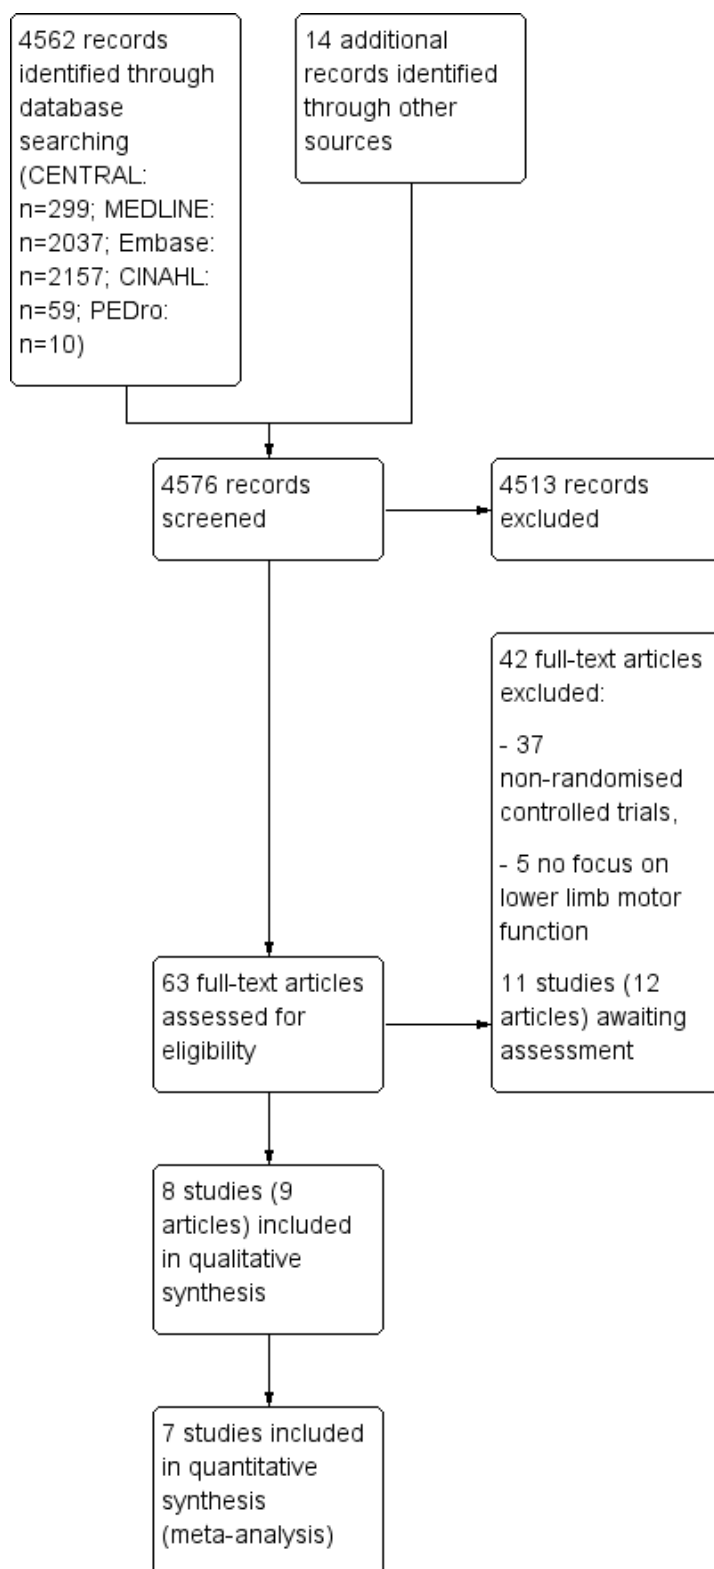 4562 records
identified through
database
searching
(CENTRAL:
n=299; MEDLINE:
n=2037; Embase:
n=2157; CINAHL:
n=59; PEDro:
n=10)
14 additional
records identified
through other
sources
4576 records
screened
4513 records
excluded
42 full-text articles
excluded:
- 37
non-randomised
controlled trials,
- 5 no focus on
lower limb motor
function
11 studies (12
articles) awaiting
assessment
63 full-text articles
assessed for
eligibility
8 studies (9
articles) included
in qualitative
synthesis
7 studies included
in quantitative
synthesis
(meta-analysis)